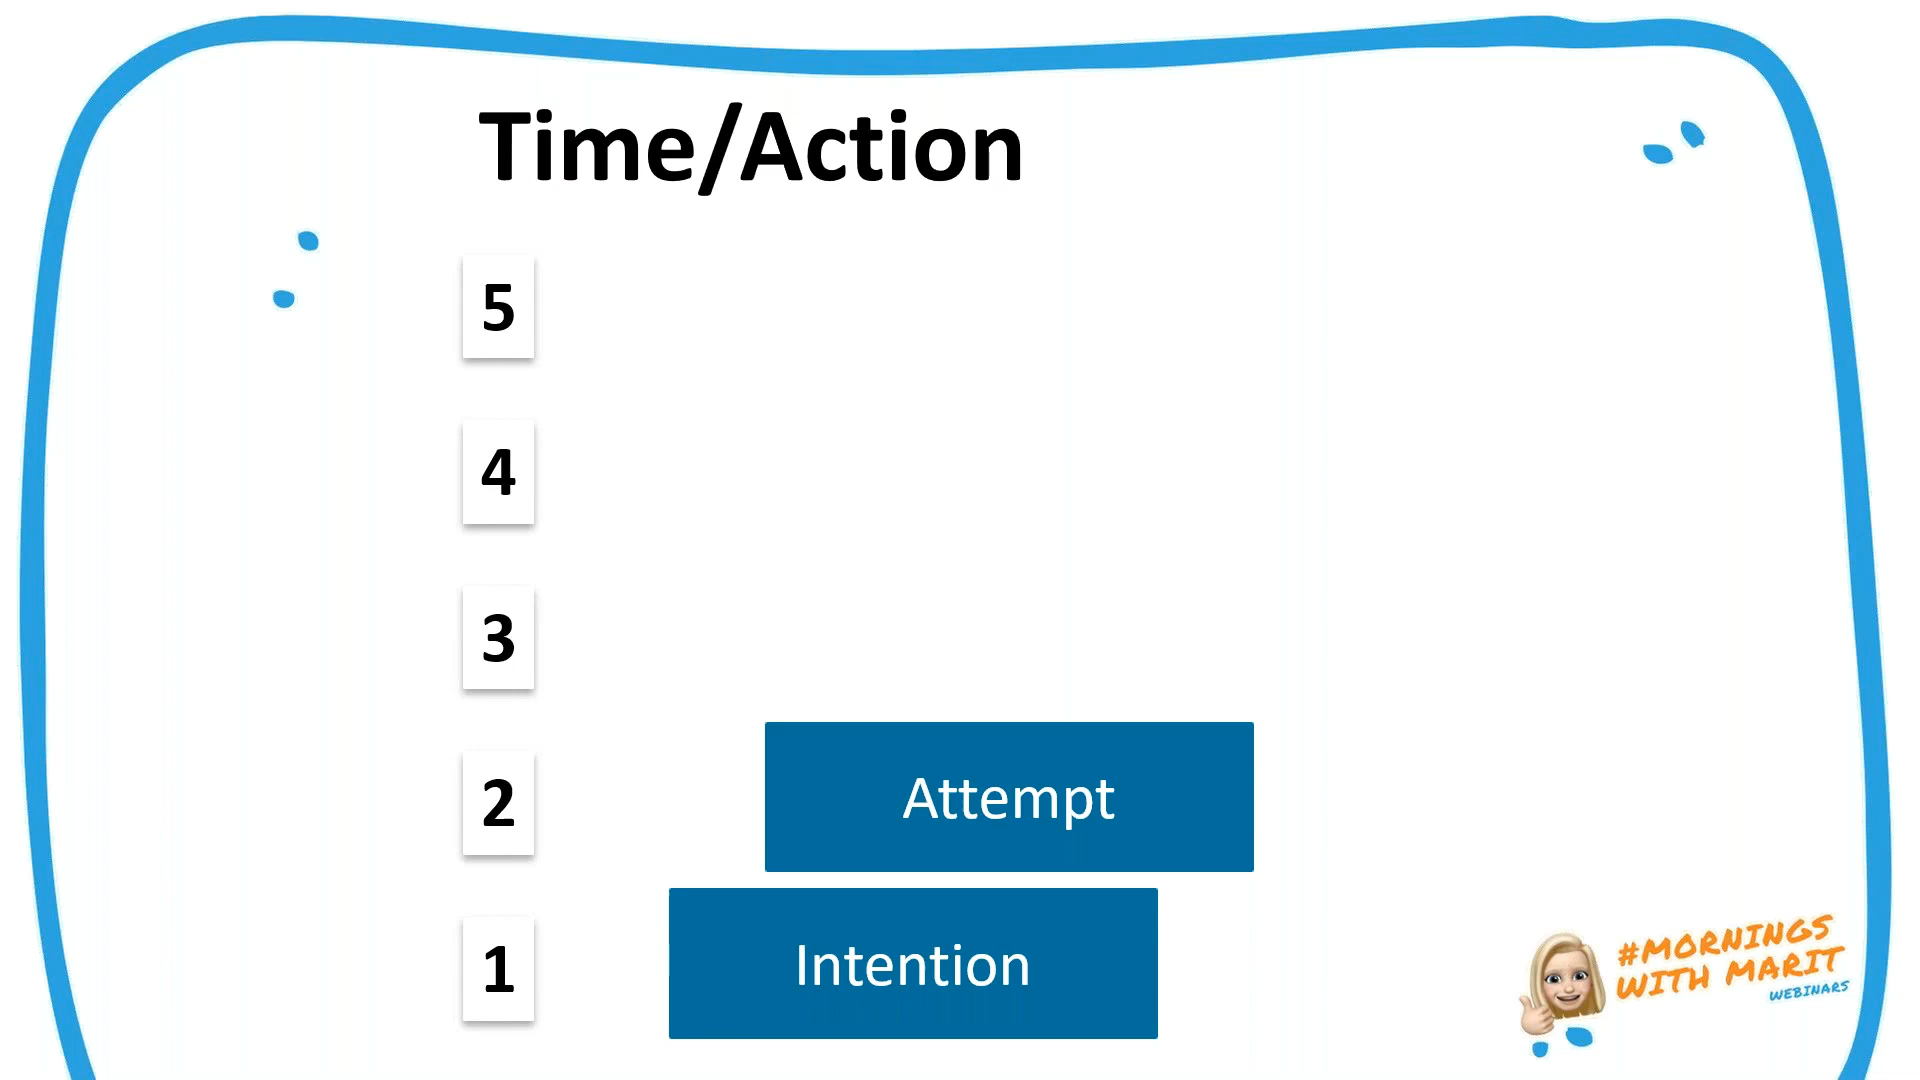 Time/Action
5
4
3
2
Attempt
1
Intention
#MORNINGS
WITH MARIT
WEBINARS